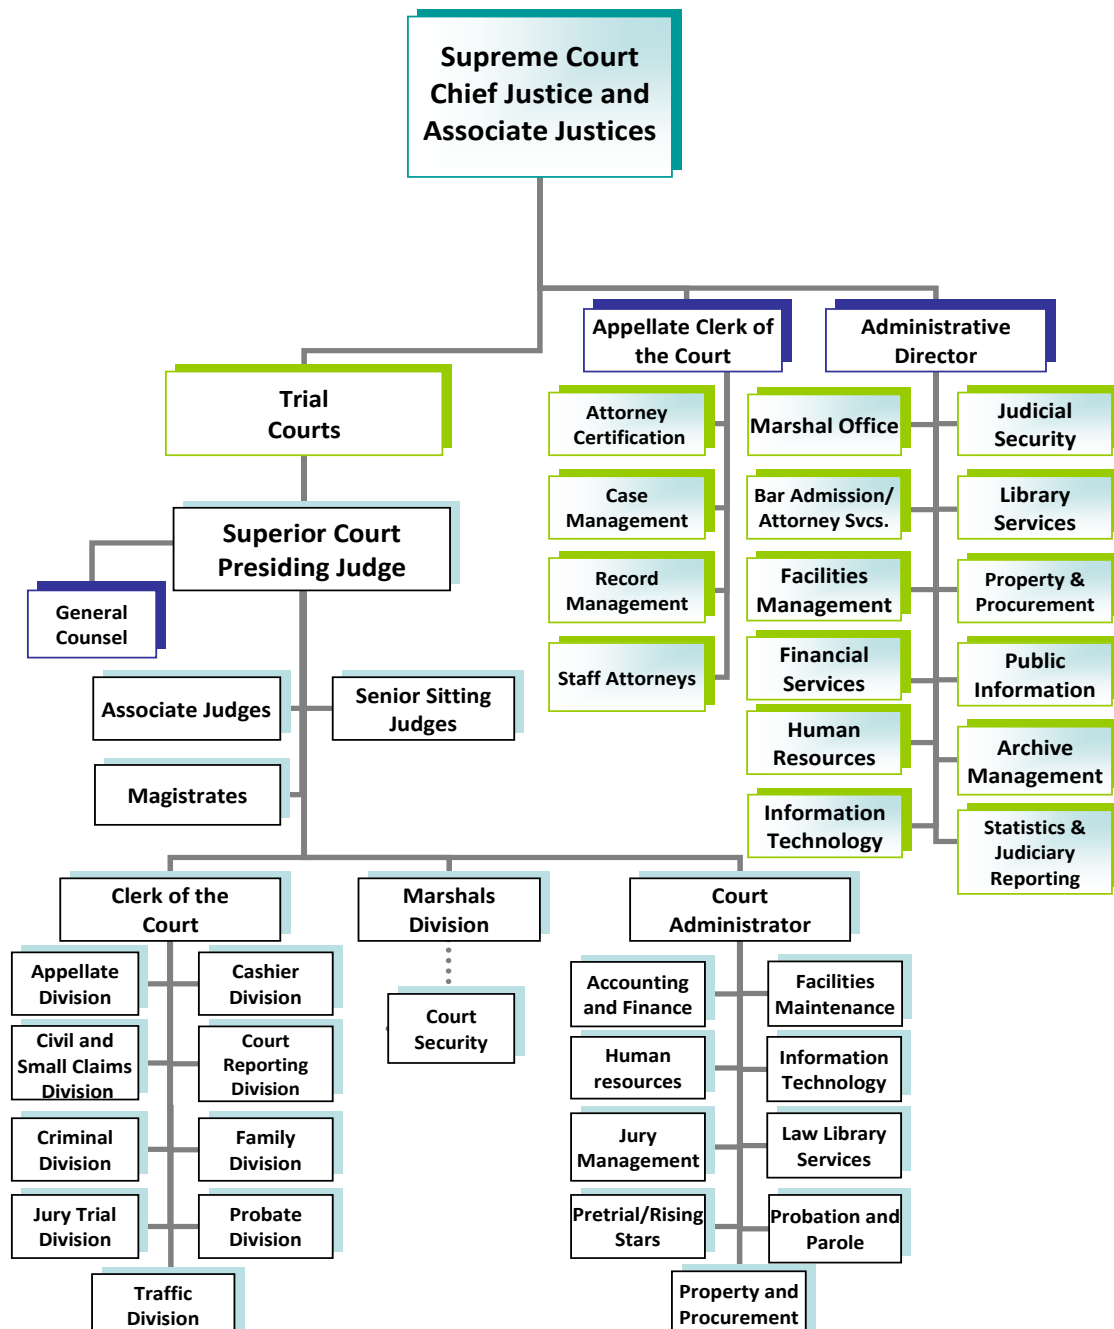 Supreme Court
Chief Justice and
Associate Justices
Appellate Clerk of
the Court
Administrative
Director
Trial
Courts
Attorney
Certification
Marshal Office
Judicial
Security
Case
Management
Bar Admission/
Attorney Svcs.
Library
Services
Superior Court
Presiding Judge
Record
Management
Facilities
Management
Property &
Procurement
General
Counsel
Staff Attorneys
Financial
Services
Public
Information
Associate Judges
Senior Sitting
Judges
Human
Resources
Archive
Management
Magistrates
Information
Technology
Statistics &
Judiciary
Reporting
Clerk of the
Court
Marshals
Division
Court
Administrator
Appellate
Division
Cashier
Division
Court
Security
Accounting
and Finance
Facilities
Maintenance
Civil and
Small Claims
Division
Court
Reporting
Division
Human
resources
Information
Technology
Criminal
Division
Family
Division
Jury
Management
Law Library
Services
Jury Trial
Division
Probate
Division
Pretrial/Rising
Stars
Probation and
Parole
Traffic
Division
Property and
Procurement